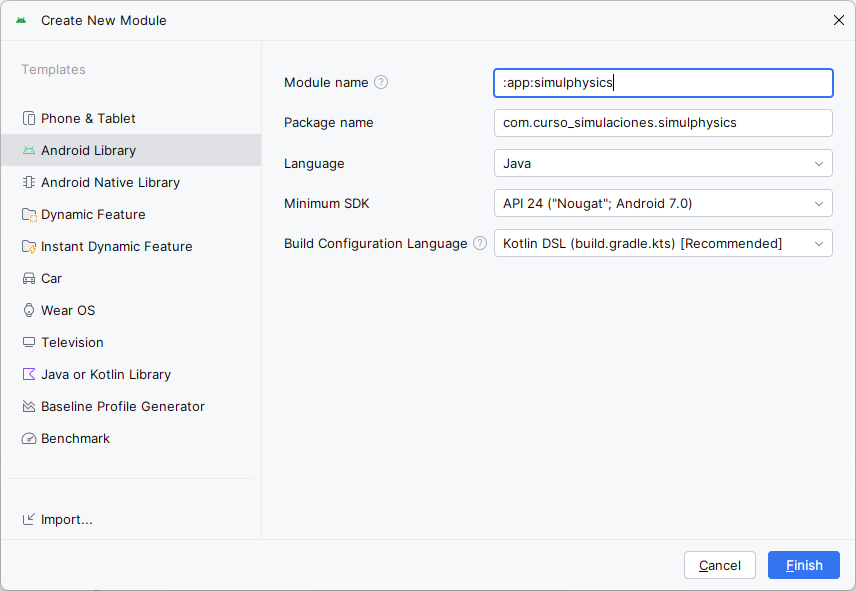 Create New Module
Templates
Phone & Tablet
Android Library
Android Native Library
Dynamic Feature
Instant Dynamic Feature
Car
Wear OS
Television
Java or Kotlin Library
Baseline Profile Generator
Benchmark
Import...
Module name ? :app:simulphysics
Package name com.curso_simulaciones.simulphysics
Language Java
Minimum SDK API 24 ("Nougat"; Android 7.0)
Build Configuration Language ? Kotlin DSL (build.gradle.kts) [Recommended]
Cancel Finish